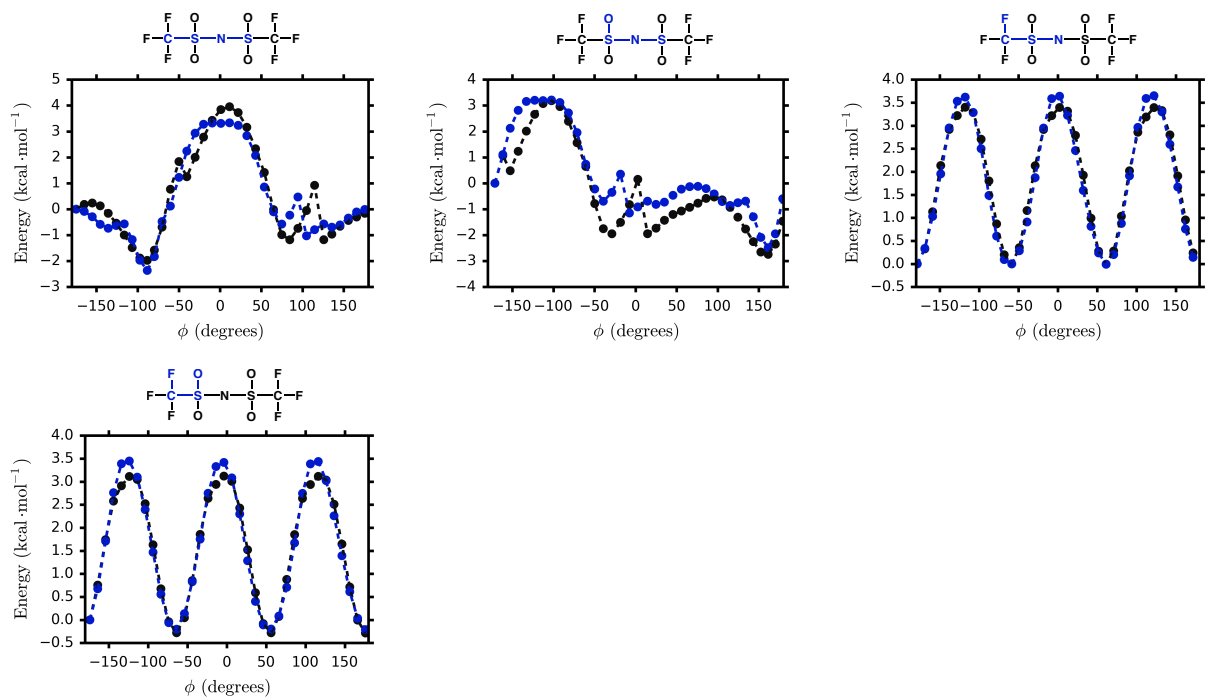 F O O F
F C S N S C F
F O O F
F O O F
F C S N S C F
F O O F
F O O F
F C S N S C F
F O O F
5
4
3
2
1
0
−1
−2
−3
Energy (kcal·mol⁻¹)
−150 −100 −50 0 50 100 150
ϕ (degrees)
4
3
2
1
0
−1
−2
−3
−4
Energy (kcal·mol⁻¹)
−150 −100 −50 0 50 100 150
ϕ (degrees)
4.0
3.5
3.0
2.5
2.0
1.5
1.0
0.5
0.0
−0.5
Energy (kcal·mol⁻¹)
−150 −100 −50 0 50 100 150
ϕ (degrees)
F O O F
F C S N S C F
F O O F
4.0
3.5
3.0
2.5
2.0
1.5
1.0
0.5
0.0
−0.5
Energy (kcal·mol⁻¹)
−150 −100 −50 0 50 100 150
ϕ (degrees)